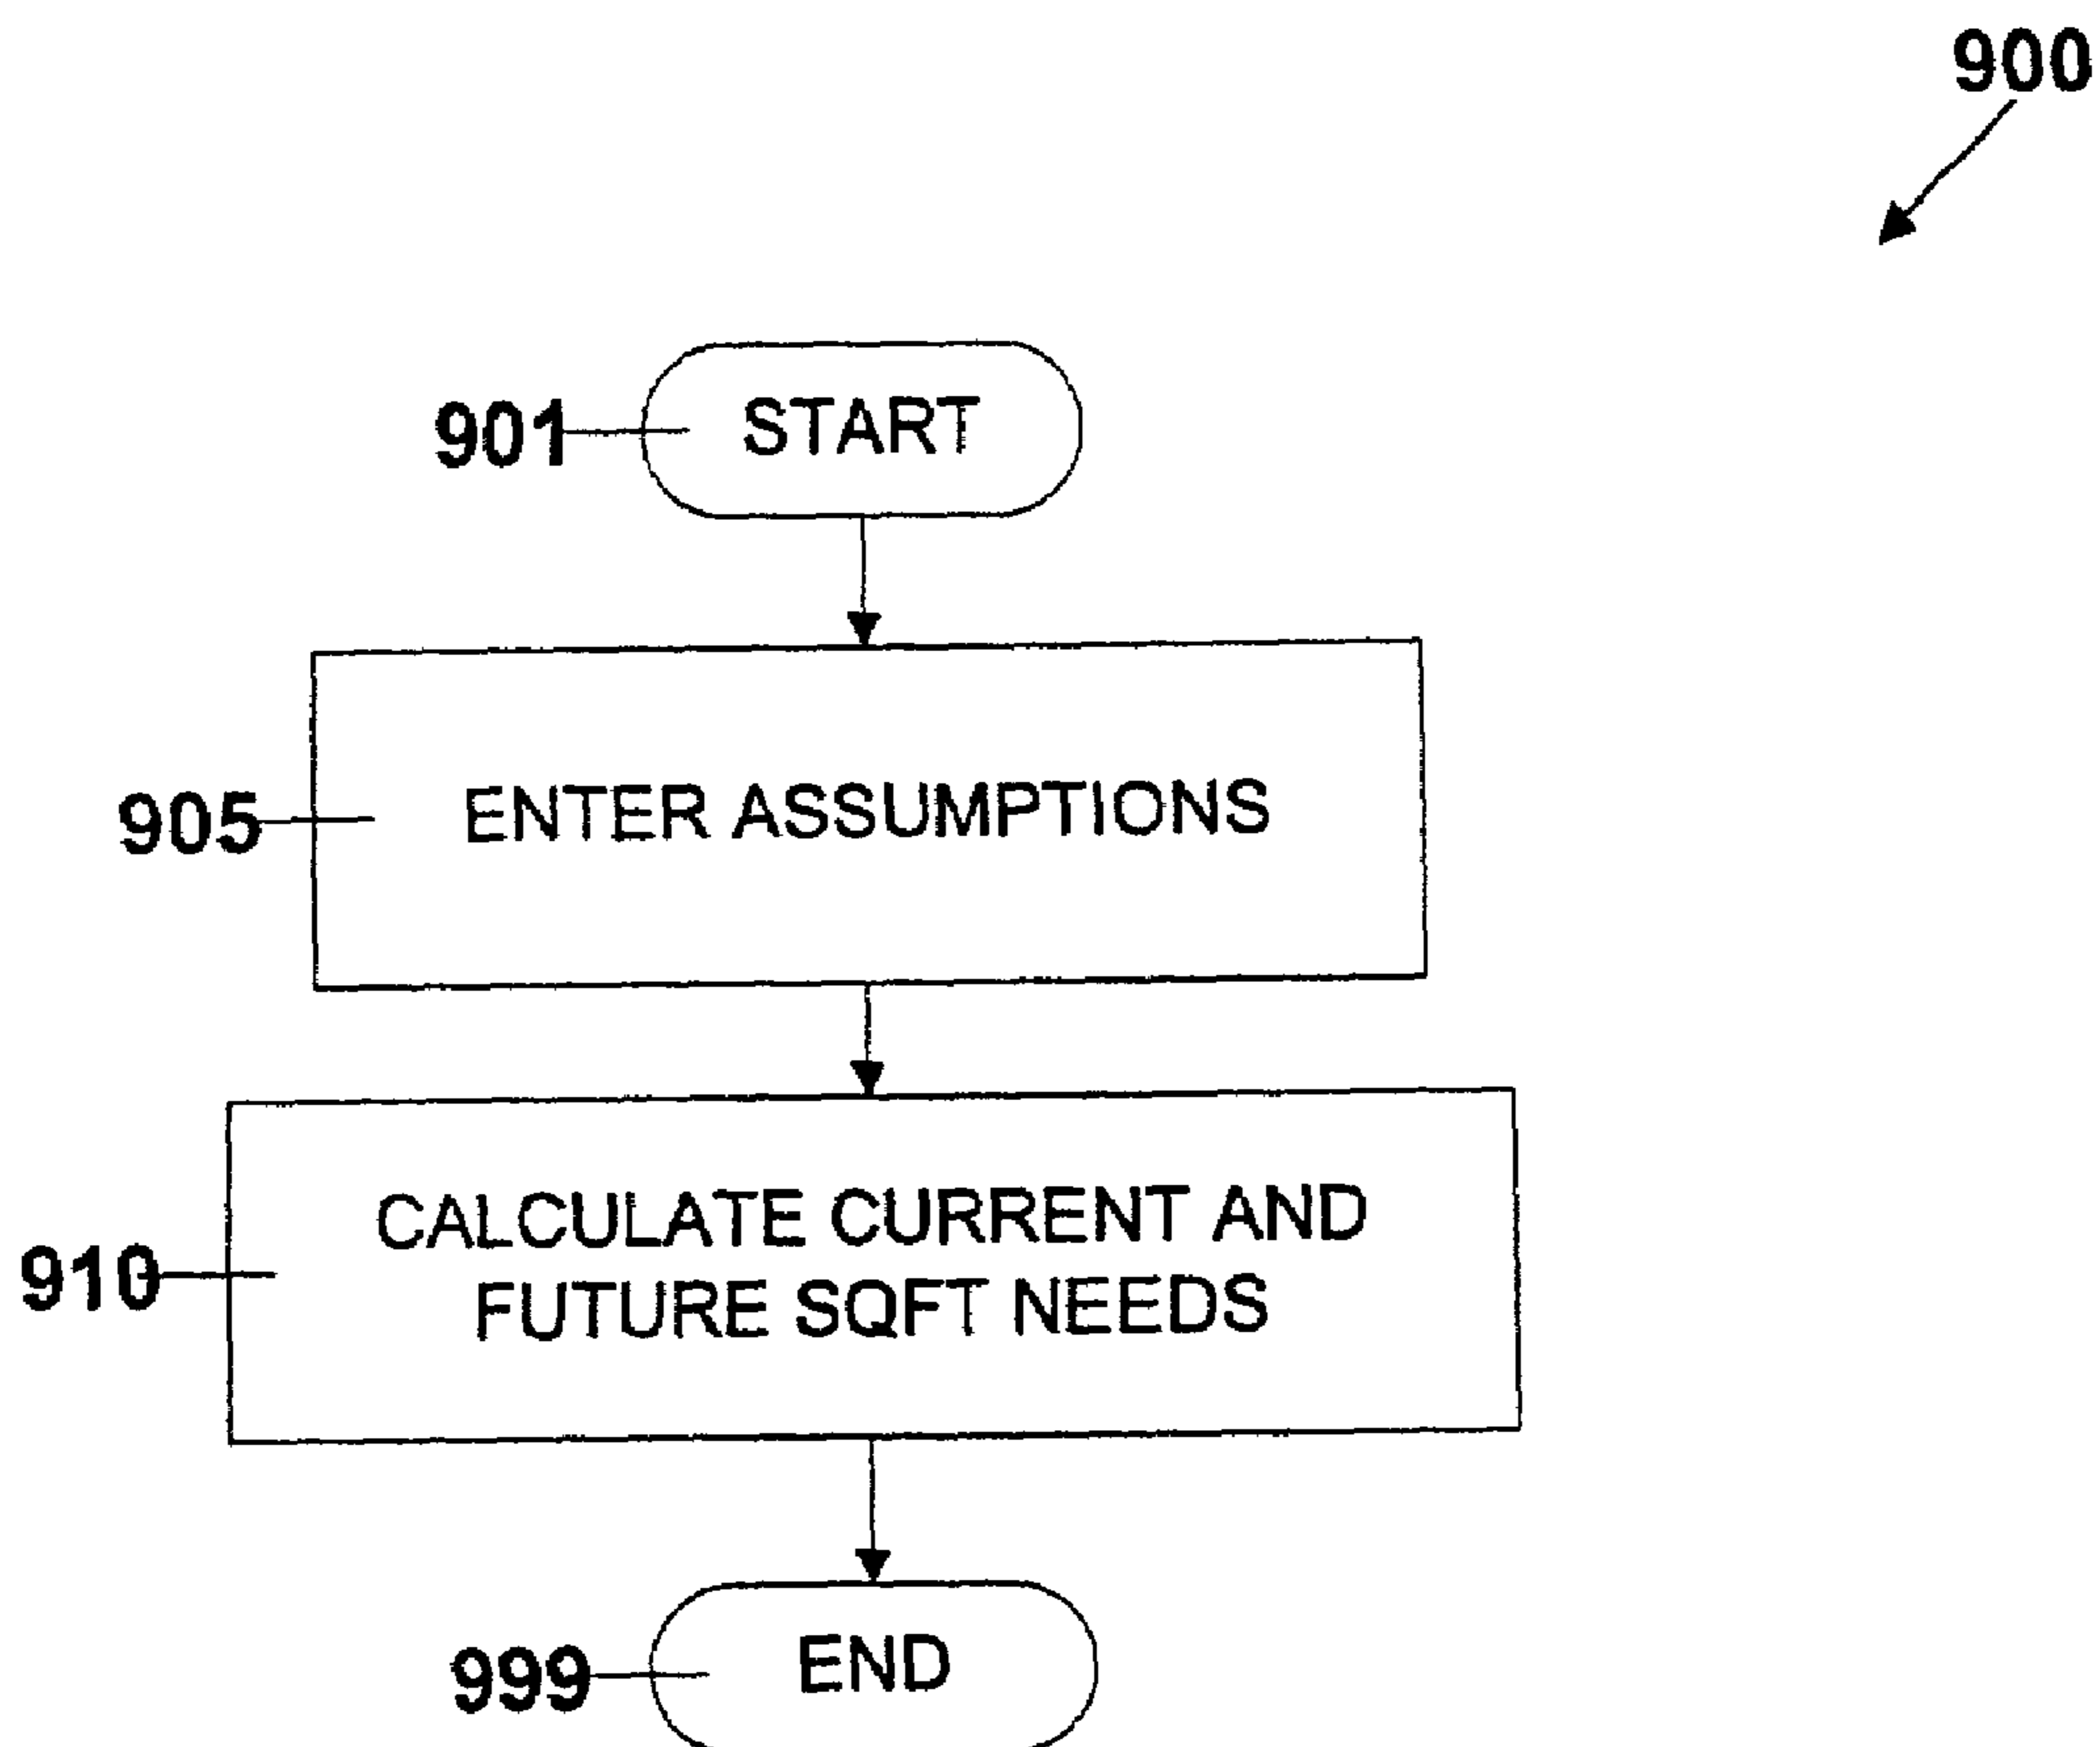 900
901
START
905
ENTER ASSUMPTIONS
910
CALCULATE CURRENT AND
FUTURE SQFT NEEDS
999
END